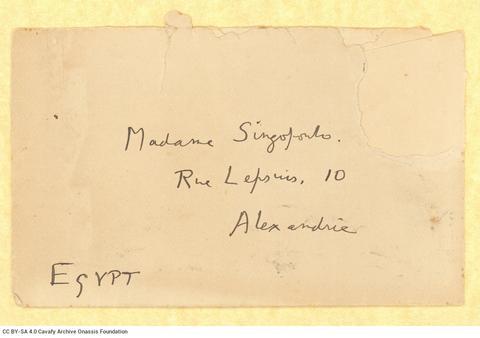 Madame Singopoulo.
Rue Lepsius, 10
Alexandrie
EGYPT
CC BY-SA 4.0 Cavafy Archive Onassis Foundation